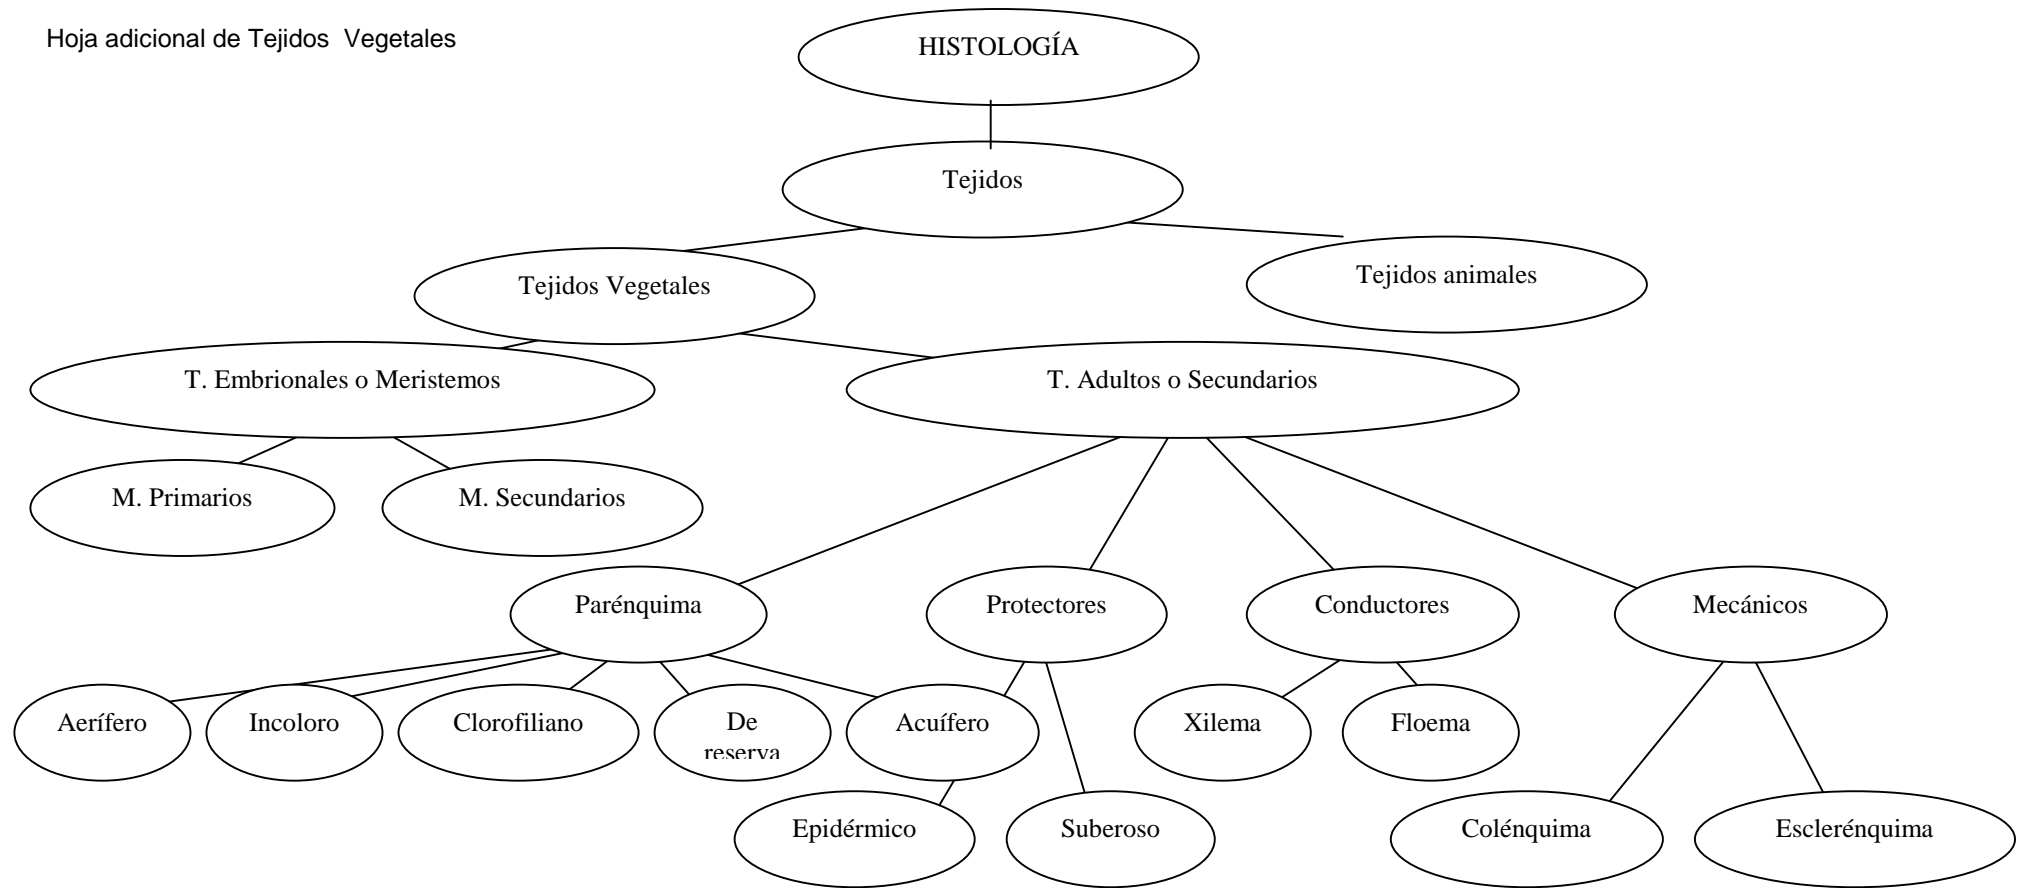 Hoja adicional de Tejidos  Vegetales
HISTOLOGÍA
Tejidos
Tejidos Vegetales
Tejidos animales
T. Embrionales o Meristemos
T. Adultos o Secundarios
M. Primarios
M. Secundarios
Parénquima
Protectores
Conductores
Mecánicos
Aerífero
Incoloro
Clorofiliano
De
reserva
Acuífero
Xilema
Floema
Epidérmico
Suberoso
Colénquima
Esclerénquima